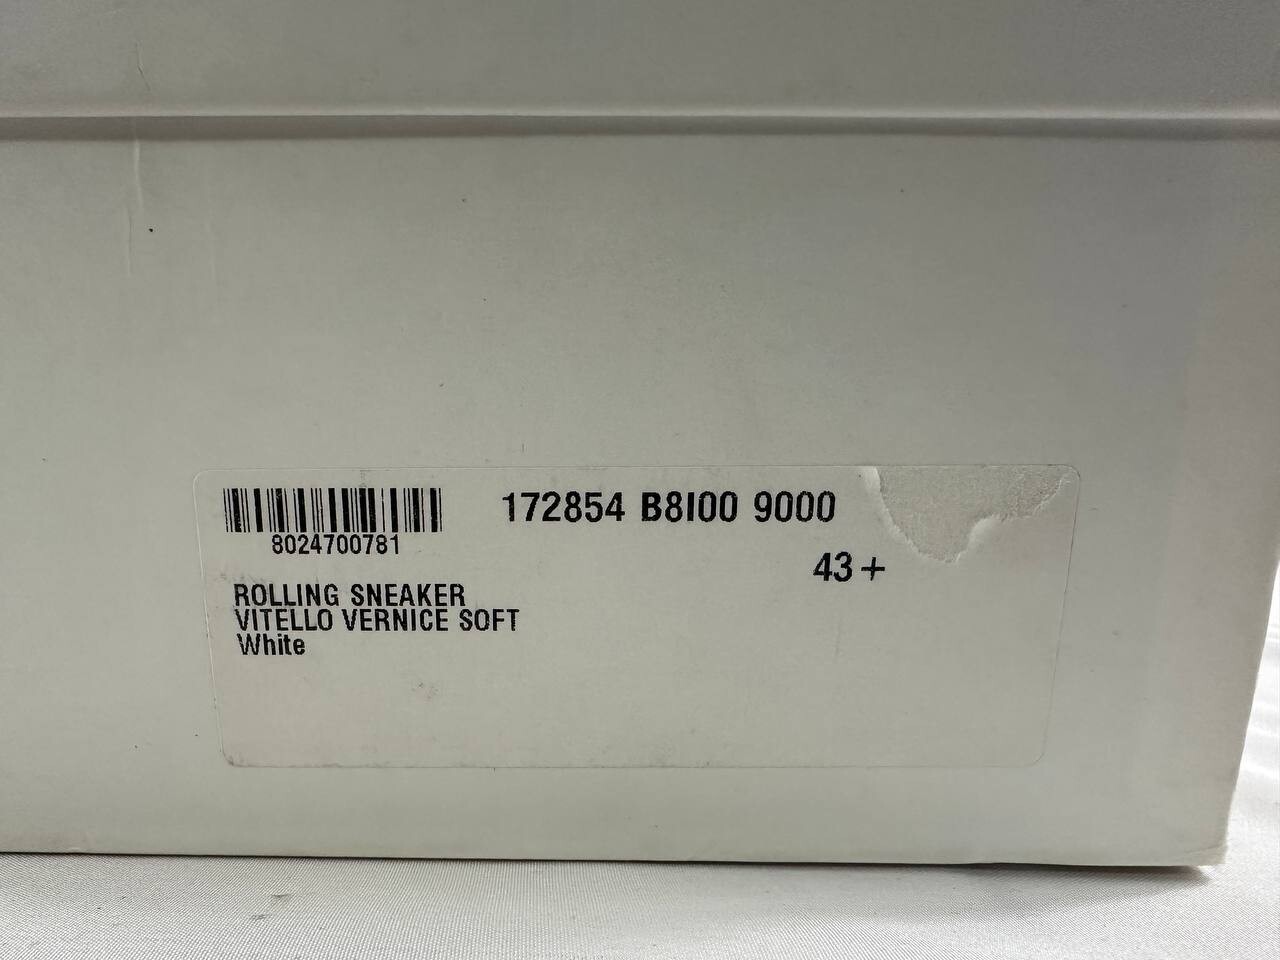 172854 B8I00 9000
8024700781
43+
ROLLING SNEAKER
VITELLO VERNICE SOFT
White